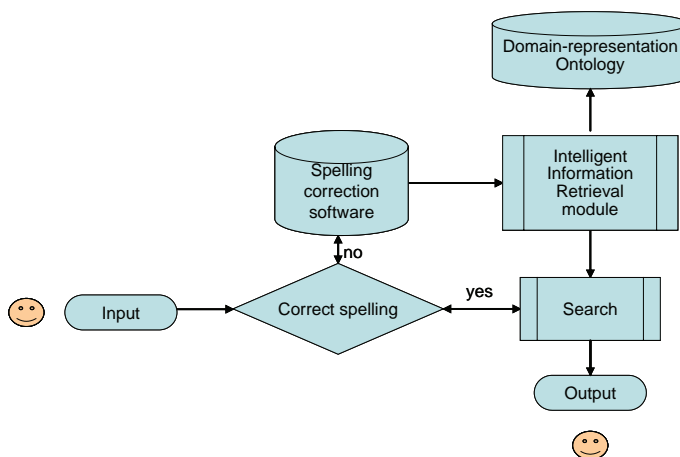 Domain-representation
Ontology
Spelling
correction
software
Intelligent
Information
Retrieval
module
no
Input
Correct spelling
yes
Search
Output